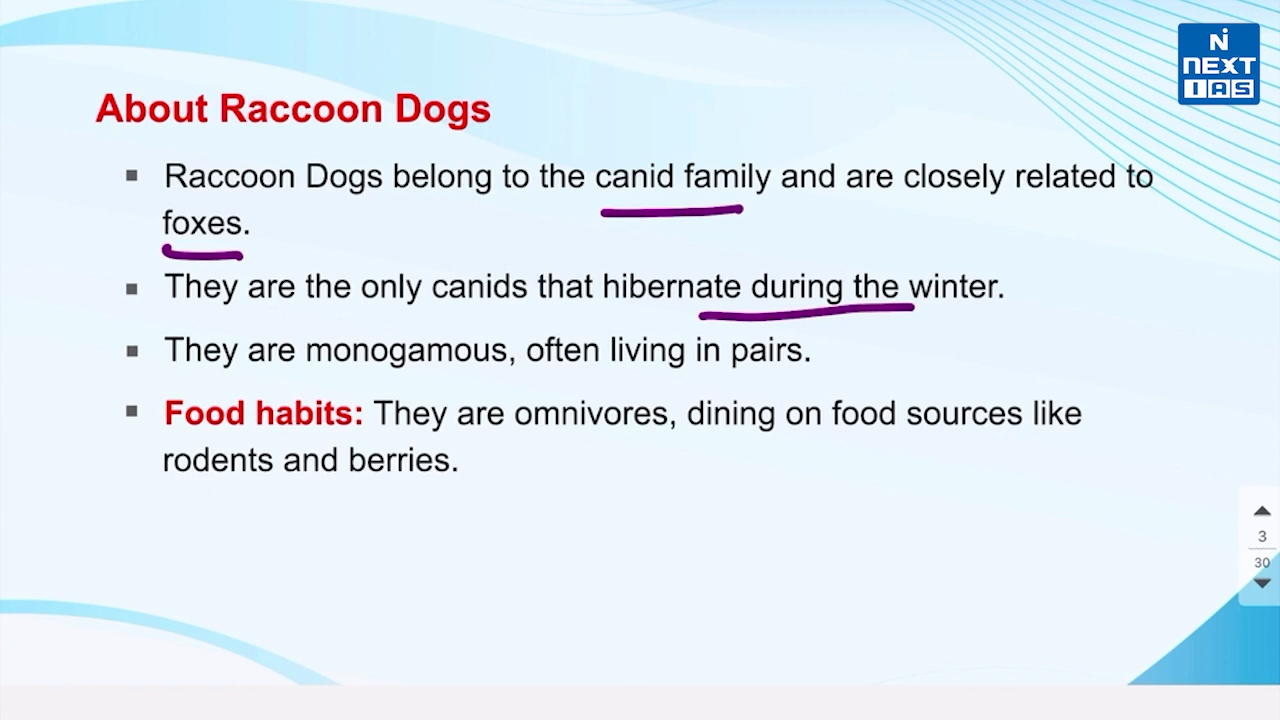 NEXT
IAS
About Raccoon Dogs
▪ Raccoon Dogs belong to the canid family and are closely related to
foxes.
▪ They are the only canids that hibernate during the winter.
▪ They are monogamous, often living in pairs.
▪ Food habits: They are omnivores, dining on food sources like
rodents and berries.
3
30